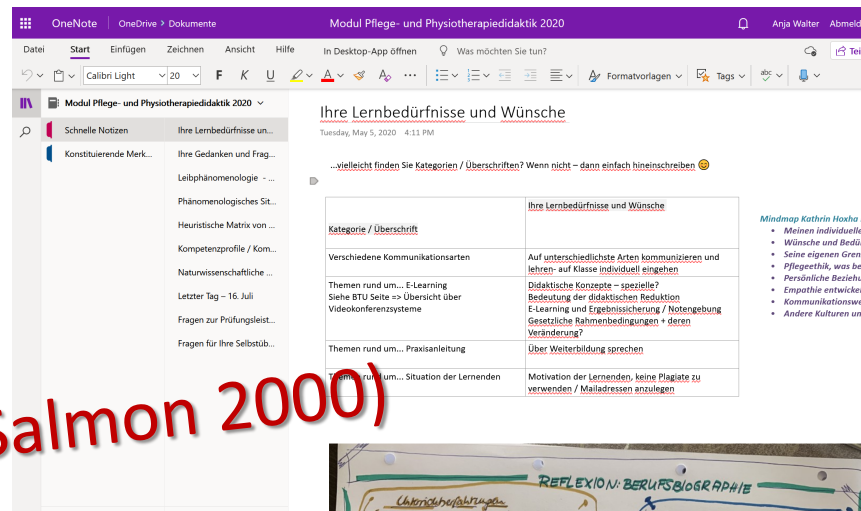 OneNote OneDrive > Dokumente Modul Pflege- und Physiotherapiedidaktik 2020 Anja Walter Abmeld
Datei Start Einfügen Zeichnen Ansicht Hilfe In Desktop-App öffnen Was möchten Sie tun? Tei
Calibri Light 20 F K U A A ... Formatvorlagen Tags abc
Modul Pflege- und Physiotherapiedidaktik 2020
Schnelle Notizen
Konstituierende Merk...
Ihre Lernbedürfnisse un...
Ihre Gedanken und Frag...
Leibphänomenologie - ...
Phänomenologisches Sit...
Heuristische Matrix von ...
Kompetenzprofile / Kom...
Naturwissenschaftliche ...
Letzter Tag – 16. Juli
Fragen zur Prüfungsleist...
Fragen für Ihre Selbstüb...
Ihre Lernbedürfnisse und Wünsche
Tuesday, May 5, 2020 4:11 PM
...vielleicht finden Sie Kategorien / Überschriften? Wenn nicht – dann einfach hineinschreiben 😊
Kategorie / Überschrift
Ihre Lernbedürfnisse und Wünsche
Verschiedene Kommunikationsarten
Auf unterschiedlichste Arten kommunizieren und
lehren- auf Klasse individuell eingehen
Themen rund um... E-Learning
Siehe BTU Seite => Übersicht über
Videokonferenzsysteme
Didaktische Konzepte – spezielle?
Bedeutung der didaktischen Reduktion
E-Learning und Ergebnissicherung / Notengebung
Gesetzliche Rahmenbedingungen + deren
Veränderung?
Themen rund um... Praxisanleitung
Über Weiterbildung sprechen
Themen rund um... Situation der Lernenden
Motivation der Lernenden, keine Plagiate zu
verwenden / Mailadressen anzulegen
Mindmap Kathrin Hoxha
• Meinen individuelle
• Wünsche und Bedü
• Seine eigenen Gren
• Pflegeethik, was be
• Persönliche Beziehu
• Empathie entwicke
• Kommunikationswe
• Andere Kulturen un
Salmon 2000)
REFLEXION: BERUFSBIOGRAPHIE
Unterrichtserfahrungen